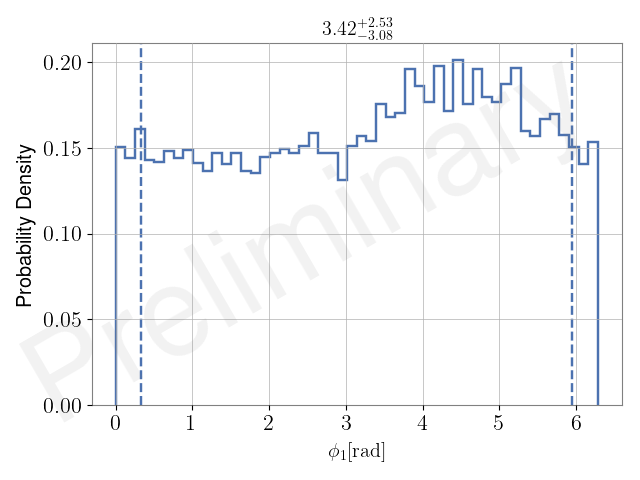 3.42^{+2.53}_{-3.08}
0.20
0.15
0.10
0.05
0.00
Probability Density
0 1 2 3 4 5 6
ϕ₁[rad]
Preliminary